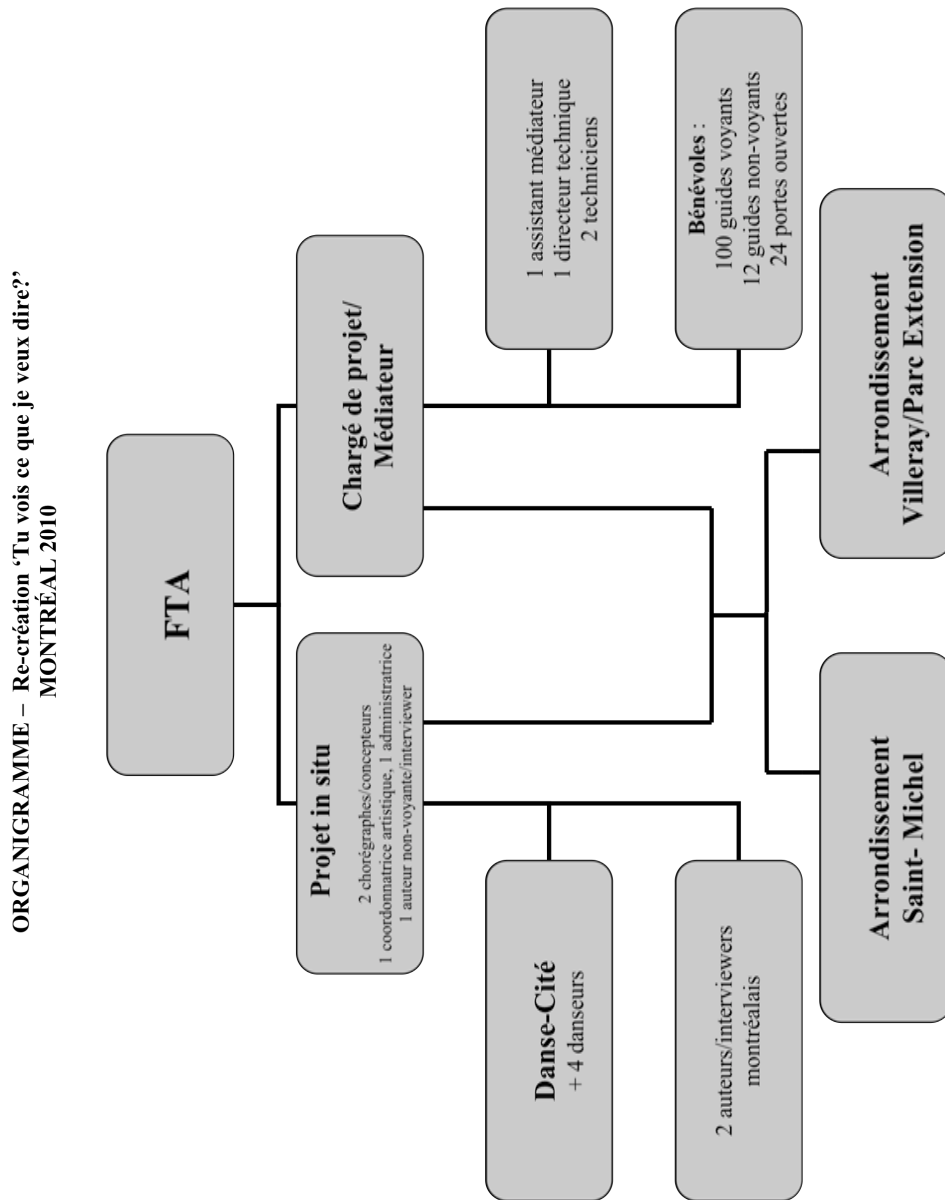 ORGANIGRAMME – Re-création ‘Tu vois ce que je veux dire?’
MONTRÉAL 2010
FTA
Projet in situ
2 chorégraphes/concepteurs
1 coordonnatrice artistique, 1 administratrice
1 auteur non-voyante/interviewer
Chargé de projet/
Médiateur
Danse-Cité
+ 4 danseurs
1 assistant médiateur
1 directeur technique
2 techniciens
2 auteurs/interviewers
montréalais
Bénévoles :
100 guides voyants
12 guides non-voyants
24 portes ouvertes
Arrondissement
Saint- Michel
Arrondissement
Villeray/Parc Extension